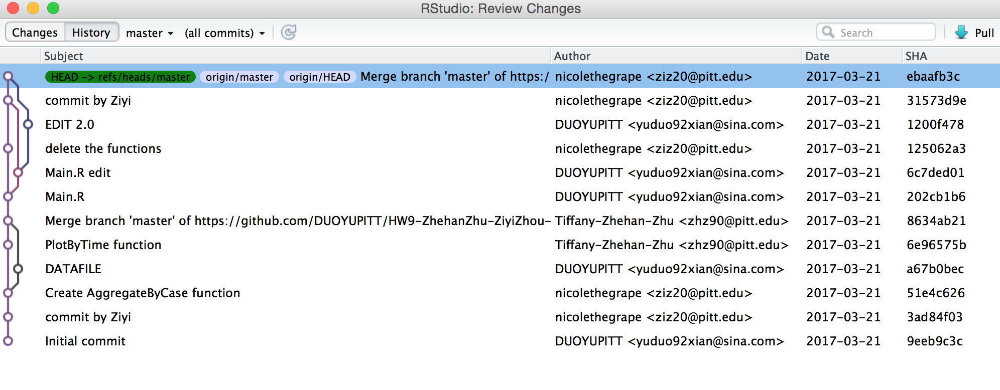 RStudio: Review Changes
Changes History master (all commits) Search Pull
Subject Author Date SHA
HEAD -> refs/heads/master origin/master origin/HEAD Merge branch 'master' of https:/ nicolethegrape <ziz20@pitt.edu> 2017-03-21 ebaafb3c
commit by Ziyi nicolethegrape <ziz20@pitt.edu> 2017-03-21 31573d9e
EDIT 2.0 DUOYUPITT <yuduo92xian@sina.com> 2017-03-21 1200f478
delete the functions nicolethegrape <ziz20@pitt.edu> 2017-03-21 125062a3
Main.R edit DUOYUPITT <yuduo92xian@sina.com> 2017-03-21 6c7ded01
Main.R DUOYUPITT <yuduo92xian@sina.com> 2017-03-21 202cb1b6
Merge branch 'master' of https://github.com/DUOYUPITT/HW9-ZhehanZhu-ZiyiZhou- Tiffany-Zhehan-Zhu <zhz90@pitt.edu> 2017-03-21 8634ab21
PlotByTime function Tiffany-Zhehan-Zhu <zhz90@pitt.edu> 2017-03-21 6e96575b
DATAFILE DUOYUPITT <yuduo92xian@sina.com> 2017-03-21 a67b0bec
Create AggregateByCase function nicolethegrape <ziz20@pitt.edu> 2017-03-21 51e4c626
commit by Ziyi nicolethegrape <ziz20@pitt.edu> 2017-03-21 3ad84f03
Initial commit DUOYUPITT <yuduo92xian@sina.com> 2017-03-21 9eeb9c3c